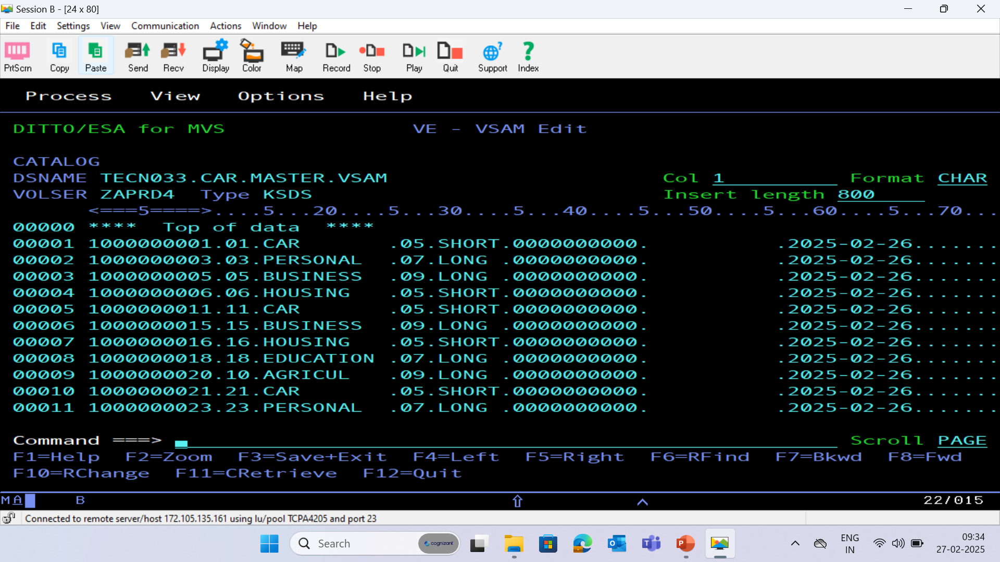 Session B - [24 x 80]
File Edit Settings View Communication Actions Window Help
PrtScrn Copy Paste Send Recv Display Color Map Record Stop Play Quit Support Index
Process View Options Help
DITTO/ESA for MVS VE - VSAM Edit
CATALOG
DSNAME TECN033.CAR.MASTER.VSAM Col 1 Format CHAR
VOLSER ZAPRD4 Type KSDS Insert length 800
<===5====>....5...20....5...30....5...40....5...50....5...60....5...70...
00000 **** Top of data ****
00001 1000000001.01.CAR       .05.SHORT.0000000000.          .2025-02-26.......
00002 1000000003.03.PERSONAL  .07.LONG .0000000000.          .2025-02-26.......
00003 1000000005.05.BUSINESS  .09.LONG .0000000000.          .2025-02-26.......
00004 1000000006.06.HOUSING   .05.SHORT.0000000000.          .2025-02-26.......
00005 1000000011.11.CAR       .05.SHORT.0000000000.          .2025-02-26.......
00006 1000000015.15.BUSINESS  .09.LONG .0000000000.          .2025-02-26.......
00007 1000000016.16.HOUSING   .05.SHORT.0000000000.          .2025-02-26.......
00008 1000000018.18.EDUCATION .07.LONG .0000000000.          .2025-02-26.......
00009 1000000020.10.AGRICUL   .09.LONG .0000000000.          .2025-02-26.......
00010 1000000021.21.CAR       .05.SHORT.0000000000.          .2025-02-26.......
00011 1000000023.23.PERSONAL  .07.LONG .0000000000.          .2025-02-26.......
Command ===> Scroll PAGE
F1=Help F2=Zoom F3=Save+Exit F4=Left F5=Right F6=RFind F7=Bkwd F8=Fwd
F10=RChange F11=CRetrieve F12=Quit
MA B 22/015
Connected to remote server/host 172.105.135.161 using lu/pool TCPA4205 and port 23
Search cognizant ENG 09:34
IN 27-02-2025